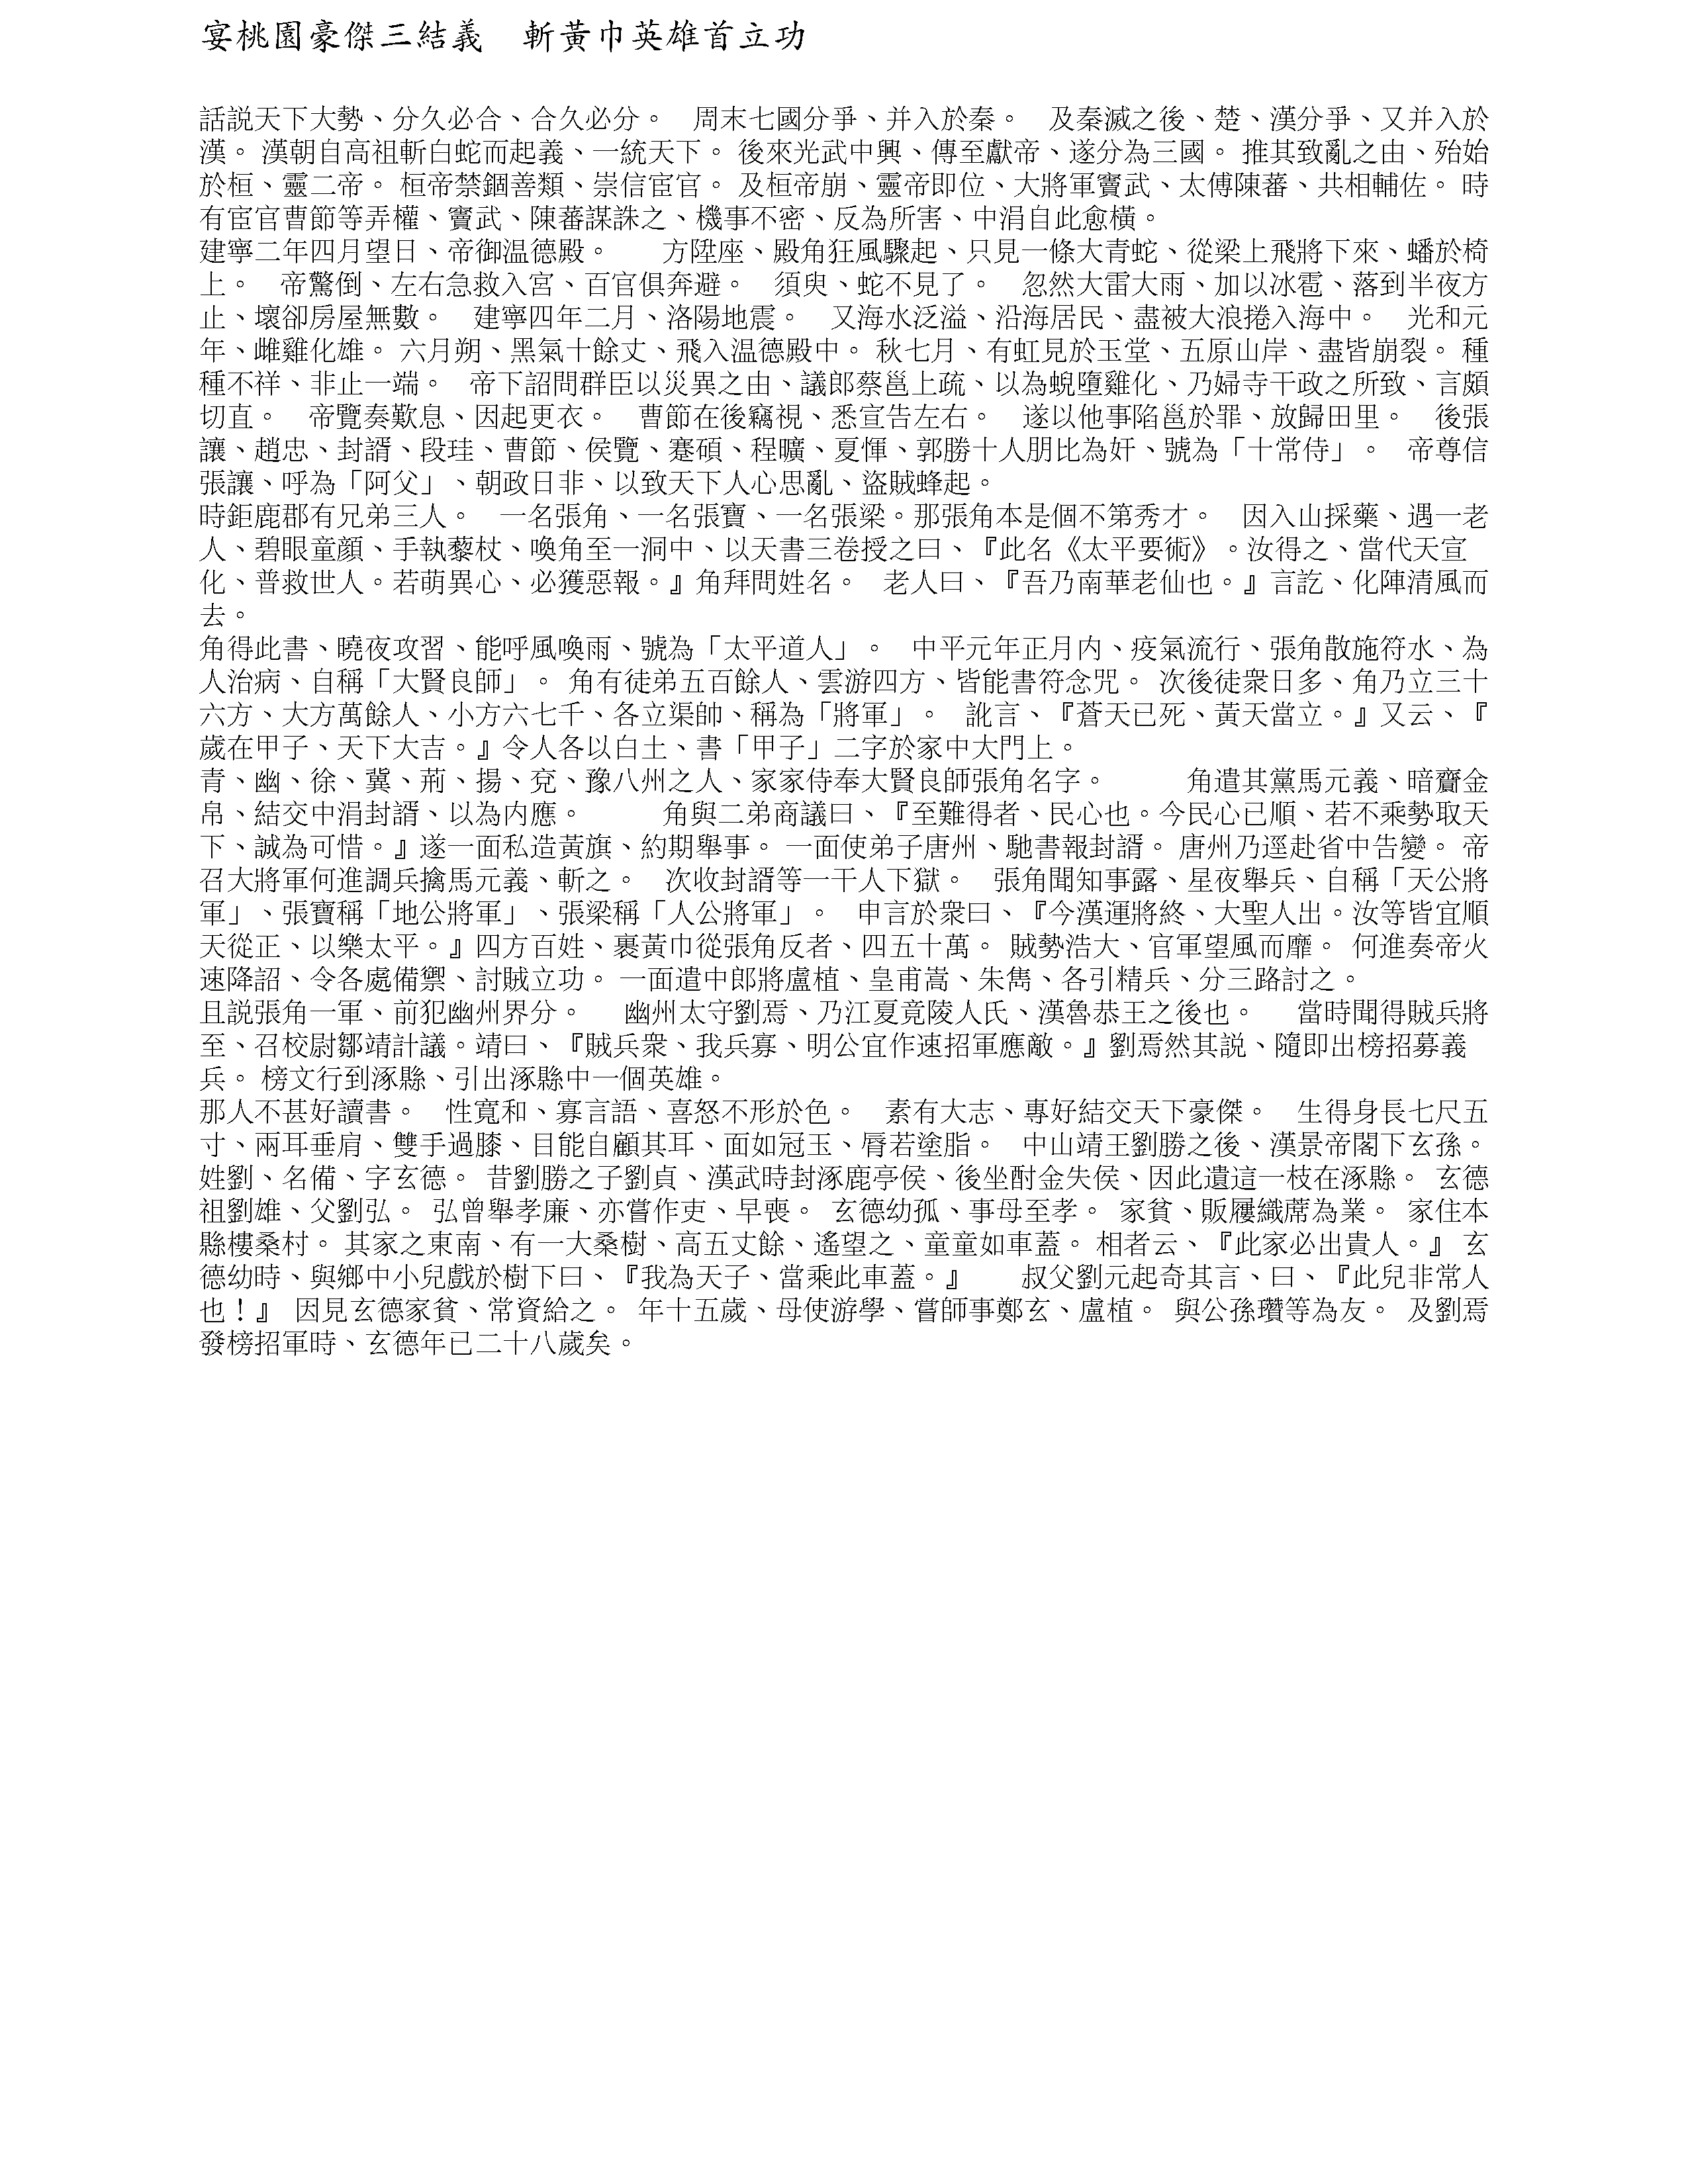 宴桃園豪傑三結義　斬黃巾英雄首立功
話説天下大勢、分久必合、合久必分。　周末七國分爭、并入於秦。　及秦滅之後、楚、漢分爭、又并入於
漢。 漢朝自高祖斬白蛇而起義、一統天下。 後來光武中興、傳至獻帝、遂分為三國。 推其致亂之由、殆始
於桓、靈二帝。 桓帝禁錮善類、崇信宦官。 及桓帝崩、靈帝即位、大將軍竇武、太傅陳蕃、共相輔佐。 時
有宦官曹節等弄權、竇武、陳蕃謀誅之、機事不密、反為所害、中涓自此愈橫。
建寧二年四月望日、帝御温德殿。　　方陞座、殿角狂風驟起、只見一條大青蛇、從梁上飛將下來、蟠於椅
上。　帝驚倒、左右急救入宮、百官俱奔避。　須臾、蛇不見了。　忽然大雷大雨、加以冰雹、落到半夜方
止、壞卻房屋無數。　建寧四年二月、洛陽地震。　又海水泛溢、沿海居民、盡被大浪捲入海中。　光和元
年、雌雞化雄。 六月朔、黑氣十餘丈、飛入温德殿中。 秋七月、有虹見於玉堂、五原山岸、盡皆崩裂。 種
種不祥、非止一端。　帝下詔問群臣以災異之由、議郎蔡邕上疏、以為蜺墮雞化、乃婦寺干政之所致、言頗
切直。　帝覽奏歎息、因起更衣。　曹節在後竊視、悉宣告左右。　遂以他事陷邕於罪、放歸田里。　後張
讓、趙忠、封諝、段珪、曹節、侯覽、蹇碩、程曠、夏惲、郭勝十人朋比為奸、號為「十常侍」。　帝尊信
張讓、呼為「阿父」、朝政日非、以致天下人心思亂、盜賊蜂起。
時鉅鹿郡有兄弟三人。　一名張角、一名張寶、一名張梁。那張角本是個不第秀才。　因入山採藥、遇一老
人、碧眼童顔、手執藜杖、喚角至一洞中、以天書三卷授之曰、『此名《太平要術》。汝得之、當代天宣
化、普救世人。若萌異心、必獲惡報。』角拜問姓名。　老人曰、『吾乃南華老仙也。』言訖、化陣清風而
去。
角得此書、曉夜攻習、能呼風喚雨、號為「太平道人」。　中平元年正月内、疫氣流行、張角散施符水、為
人治病、自稱「大賢良師」。 角有徒弟五百餘人、雲游四方、皆能書符念咒。 次後徒衆日多、角乃立三十
六方、大方萬餘人、小方六七千、各立渠帥、稱為「將軍」。　訛言、『蒼天已死、黃天當立。』又云、『
歲在甲子、天下大吉。』令人各以白土、書「甲子」二字於家中大門上。
青、幽、徐、冀、荊、揚、兗、豫八州之人、家家侍奉大賢良師張角名字。　　　角遣其黨馬元義、暗齎金
帛、結交中涓封諝、以為内應。　　　角與二弟商議曰、『至難得者、民心也。今民心已順、若不乘勢取天
下、誠為可惜。』遂一面私造黃旗、約期舉事。 一面使弟子唐州、馳書報封諝。 唐州乃逕赴省中告變。 帝
召大將軍何進調兵擒馬元義、斬之。　次收封諝等一干人下獄。　張角聞知事露、星夜舉兵、自稱「天公將
軍」、張寶稱「地公將軍」、張梁稱「人公將軍」。　申言於衆曰、『今漢運將終、大聖人出。汝等皆宜順
天從正、以樂太平。』四方百姓、裹黃巾從張角反者、四五十萬。 賊勢浩大、官軍望風而靡。 何進奏帝火
速降詔、令各處備禦、討賊立功。 一面遣中郎將盧植、皇甫嵩、朱雋、各引精兵、分三路討之。
且説張角一軍、前犯幽州界分。　幽州太守劉焉、乃江夏竟陵人氏、漢魯恭王之後也。　當時聞得賊兵將
至、召校尉鄒靖計議。靖曰、『賊兵衆、我兵寡、明公宜作速招軍應敵。』劉焉然其説、隨即出榜招募義
兵。 榜文行到涿縣、引出涿縣中一個英雄。
那人不甚好讀書。　性寬和、寡言語、喜怒不形於色。　素有大志、專好結交天下豪傑。　生得身長七尺五
寸、兩耳垂肩、雙手過膝、目能自顧其耳、面如冠玉、脣若塗脂。　中山靖王劉勝之後、漢景帝閣下玄孫。
姓劉、名備、字玄德。 昔劉勝之子劉貞、漢武時封涿鹿亭侯、後坐酎金失侯、因此遺這一枝在涿縣。 玄德
祖劉雄、父劉弘。 弘曾舉孝廉、亦嘗作吏、早喪。 玄德幼孤、事母至孝。 家貧、販屨織蓆為業。 家住本
縣樓桑村。 其家之東南、有一大桑樹、高五丈餘、遙望之、童童如車蓋。 相者云、『此家必出貴人。』 玄
德幼時、與鄉中小兒戲於樹下曰、『我為天子、當乘此車蓋。』　　叔父劉元起奇其言、曰、『此兒非常人
也！』 因見玄德家貧、常資給之。 年十五歲、母使游學、嘗師事鄭玄、盧植。 與公孫瓚等為友。 及劉焉
發榜招軍時、玄德年已二十八歲矣。